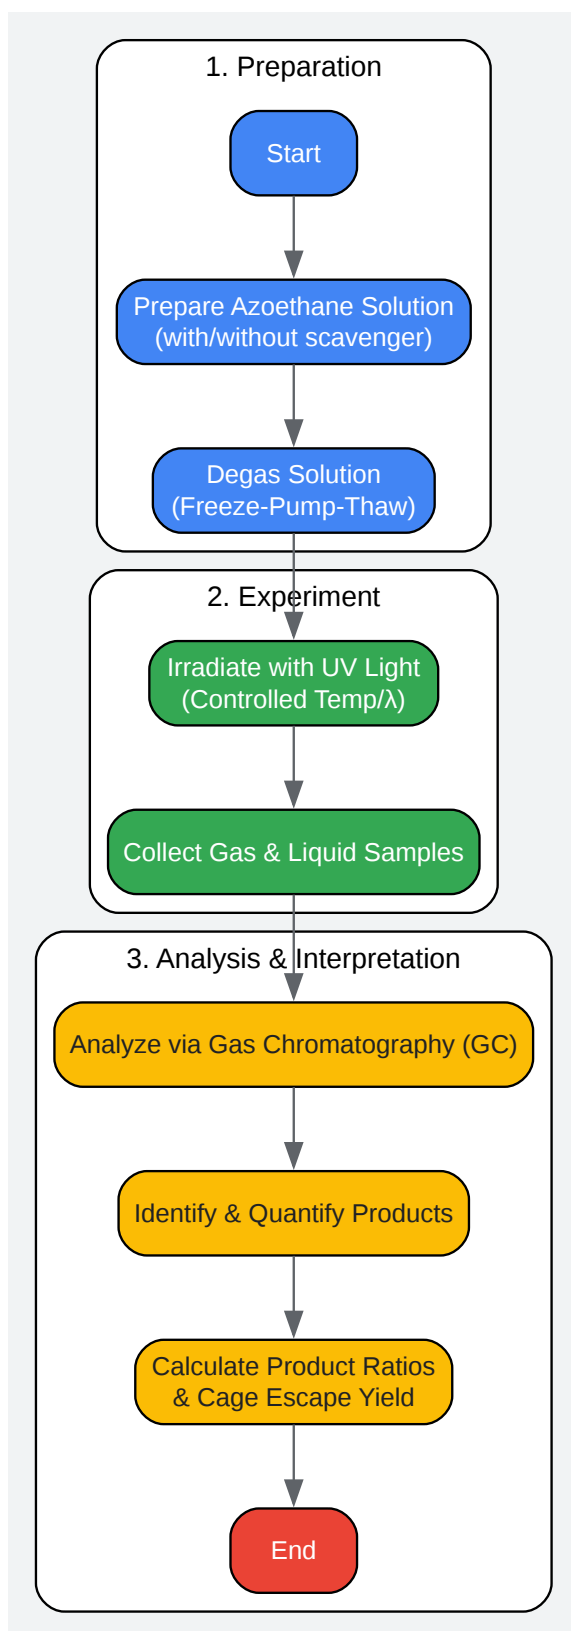 1. Preparation
Start
Prepare Azoethane Solution
(with/without scavenger)
Degas Solution
(Freeze-Pump-Thaw)
2. Experiment
Irradiate with UV Light
(Controlled Temp/λ)
Collect Gas & Liquid Samples
3. Analysis & Interpretation
Analyze via Gas Chromatography (GC)
Identify & Quantify Products
Calculate Product Ratios
& Cage Escape Yield
End